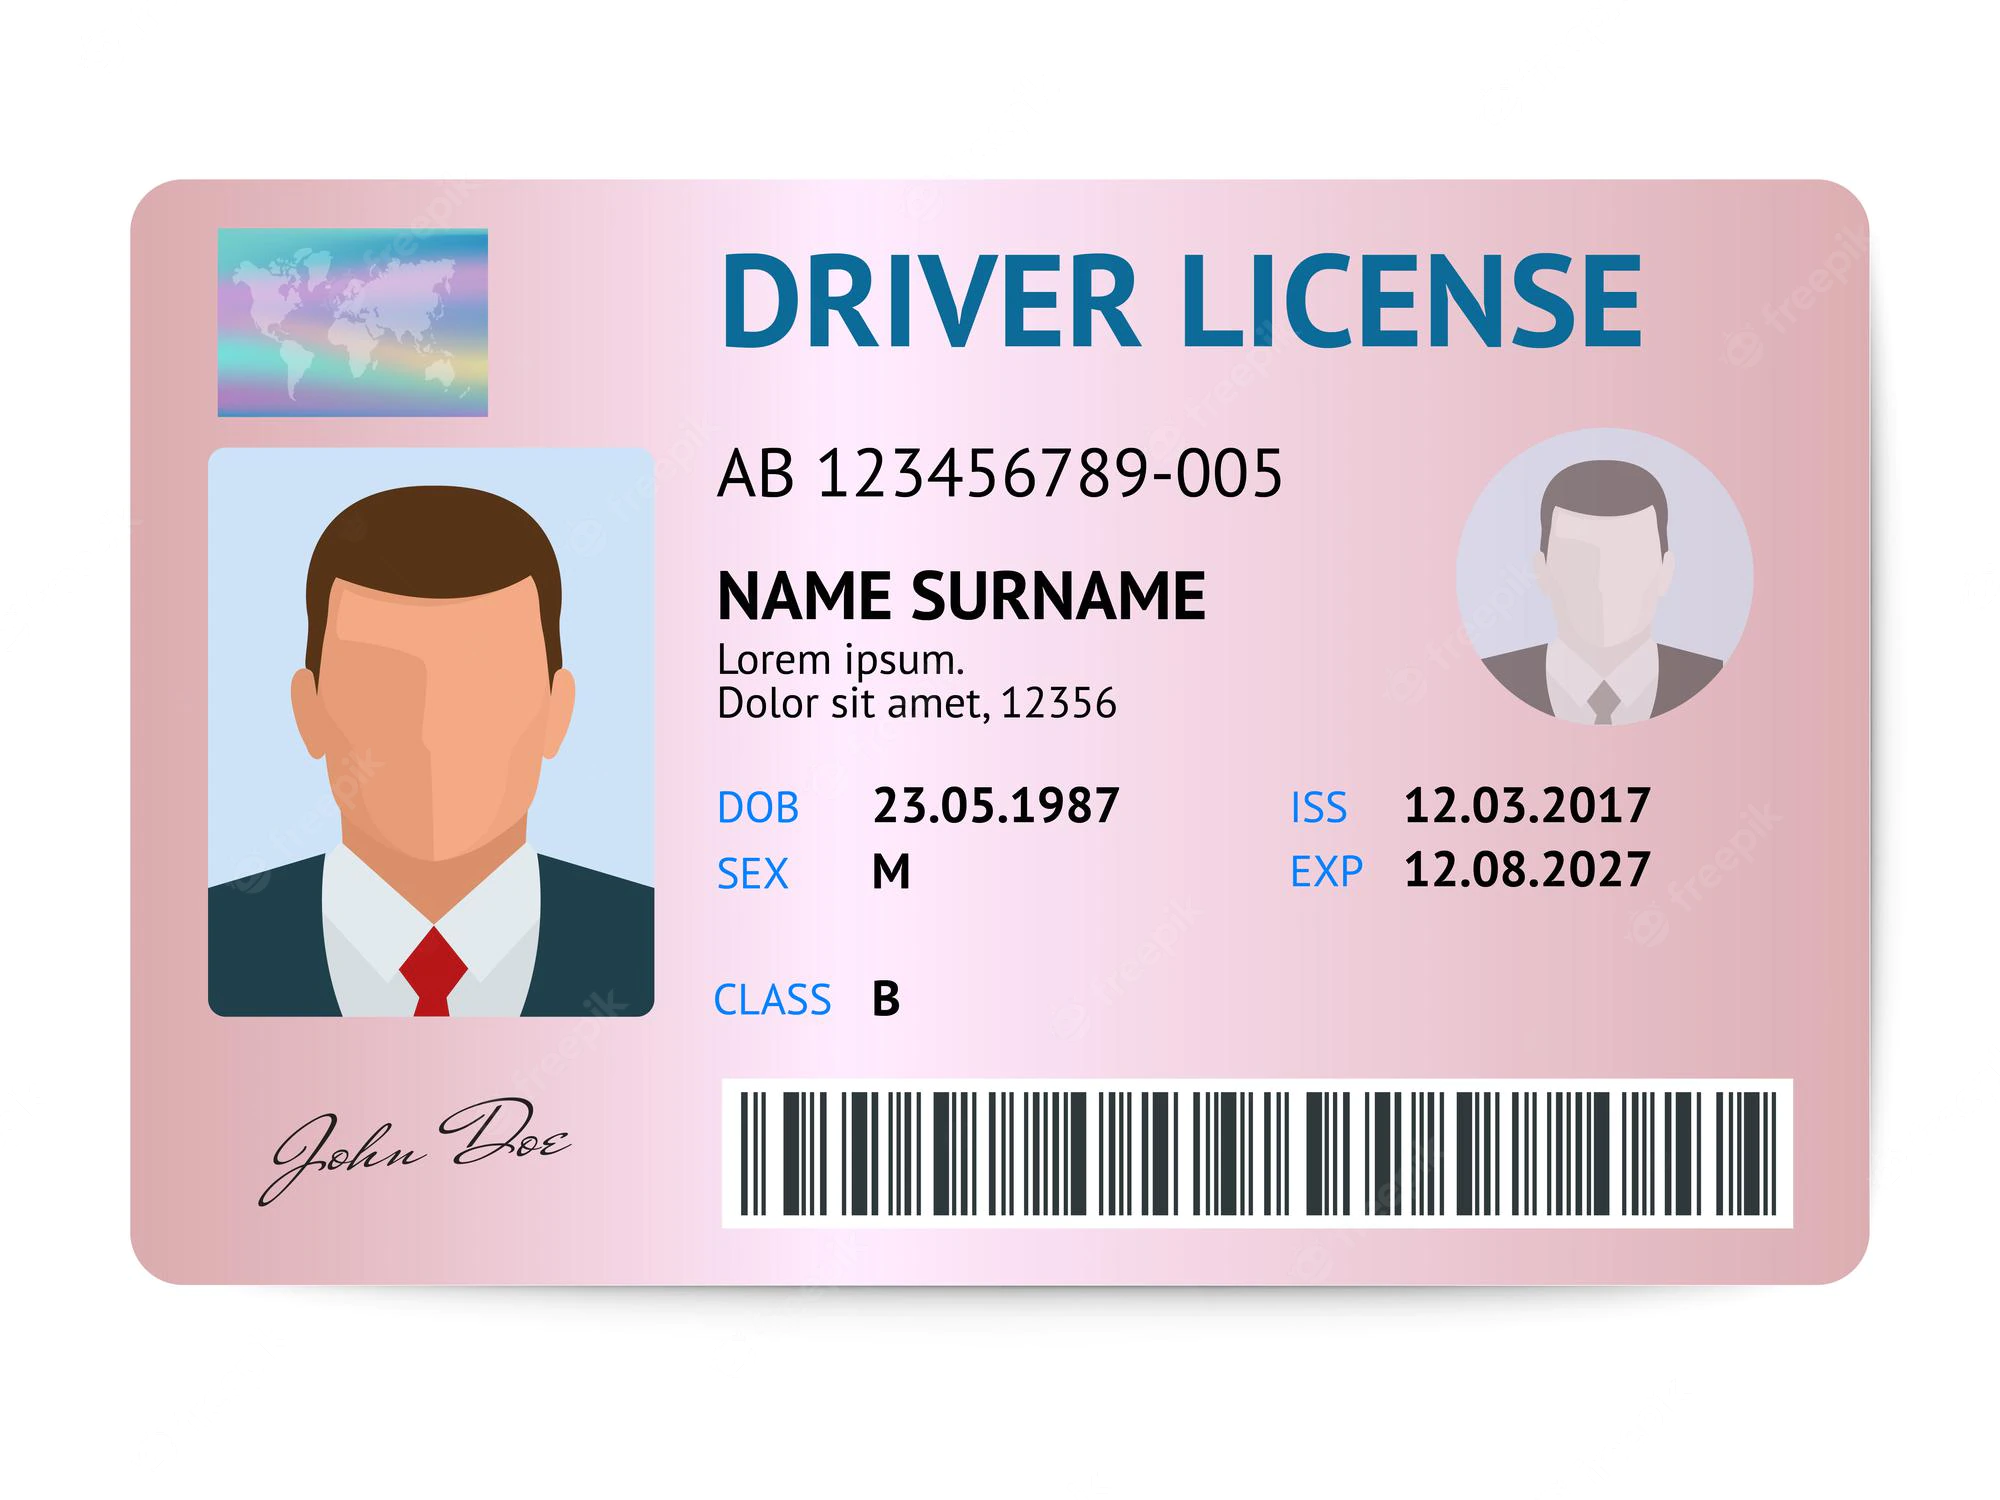 DRIVER LICENSE
AB 123456789-005
NAME SURNAME
Lorem ipsum.
Dolor sit amet, 12356
DOB 23.05.1987 ISS 12.03.2017
SEX M EXP 12.08.2027
CLASS B
John Doe
freepik